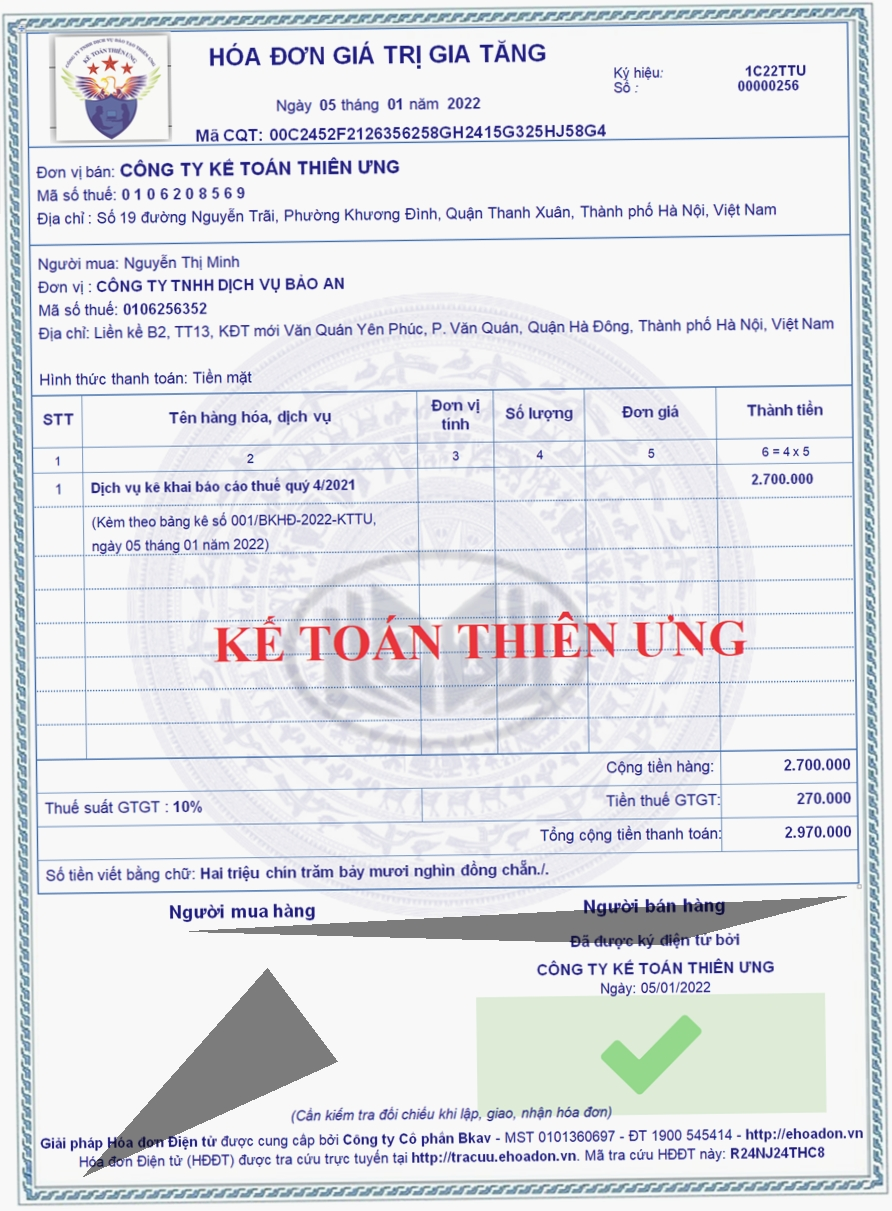 CÔNG TY TNHH DỊCH VỤ ĐÀO TẠO THIÊN ƯNG
KẾ TOÁN THIÊN ƯNG
HÓA ĐƠN GIÁ TRỊ GIA TĂNG
Ngày 05 tháng 01 năm 2022
Ký hiệu: 1C22TTU
Số : 00000256
Mã CQT: 00C2452F2126356258GH2415G325HJ58G4
Đơn vị bán: CÔNG TY KẾ TOÁN THIÊN ƯNG
Mã số thuế: 0 1 0 6 2 0 8 5 6 9
Địa chỉ : Số 19 đường Nguyễn Trãi, Phường Khương Đình, Quận Thanh Xuân, Thành phố Hà Nội, Việt Nam
Người mua: Nguyễn Thị Minh
Đơn vị : CÔNG TY TNHH DỊCH VỤ BẢO AN
Mã số thuế: 0106256352
Địa chỉ: Liền kề B2, TT13, KĐT mới Văn Quán Yên Phúc, P. Văn Quán, Quận Hà Đông, Thành phố Hà Nội, Việt Nam
Hình thức thanh toán: Tiền mặt
STT Tên hàng hóa, dịch vụ Đơn vị tính Số lượng Đơn giá Thành tiền
1 2 3 4 5 6 = 4 x 5
1 Dịch vụ kê khai báo cáo thuế quý 4/2021 2.700.000
(Kèm theo bảng kê số 001/BKHĐ-2022-KTTU,
ngày 05 tháng 01 năm 2022)
KẾ TOÁN THIÊN ƯNG
Cộng tiền hàng: 2.700.000
Thuế suất GTGT : 10% Tiền thuế GTGT: 270.000
Tổng cộng tiền thanh toán: 2.970.000
Số tiền viết bằng chữ: Hai triệu chín trăm bảy mươi nghìn đồng chẵn./.
Người mua hàng Người bán hàng
Đã được ký điện tử bởi
CÔNG TY KẾ TOÁN THIÊN ƯNG
Ngày: 05/01/2022
(Cần kiểm tra đối chiếu khi lập, giao, nhận hóa đơn)
Giải pháp Hóa đơn Điện tử được cung cấp bởi Công ty Cổ phần Bkav - MST 0101360697 - ĐT 1900 545414 - http://ehoadon.vn
Hóa đơn Điện tử (HĐĐT) được tra cứu trực tuyến tại http://tracuu.ehoadon.vn. Mã tra cứu HĐĐT này: R24NJ24THC8